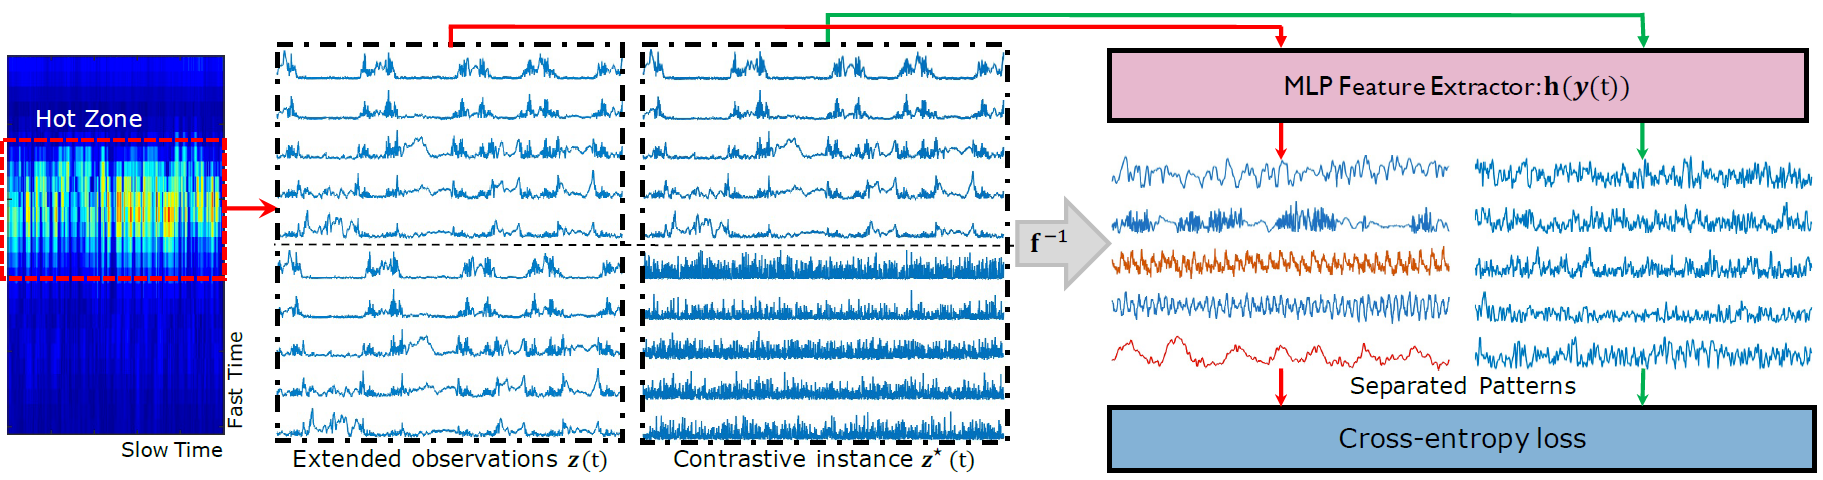 Hot Zone
Fast Time
Slow Time
Extended observations z(t)
Contrastive instance z⋆ (t)
f⁻¹
MLP Feature Extractor:h(y(t))
Separated Patterns
Cross-entropy loss